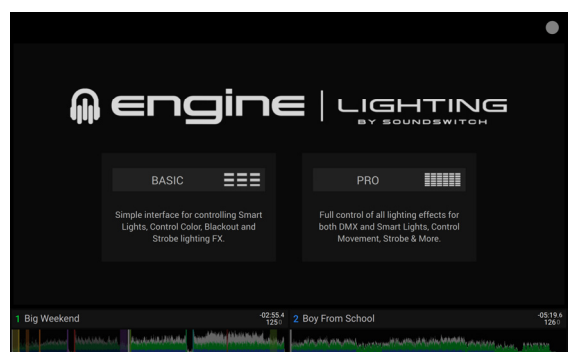 engine | LIGHTING
BY SOUNDSWITCH
BASIC
Simple interface for controlling Smart
Lights, Control Color, Blackout and
Strobe lighting FX.
PRO
Full control of all lighting effects for
both DMX and Smart Lights, Control
Movement, Strobe & More.
1 Big Weekend
-02:55.4
125.0
2 Boy From School
-05:19.6
126.0